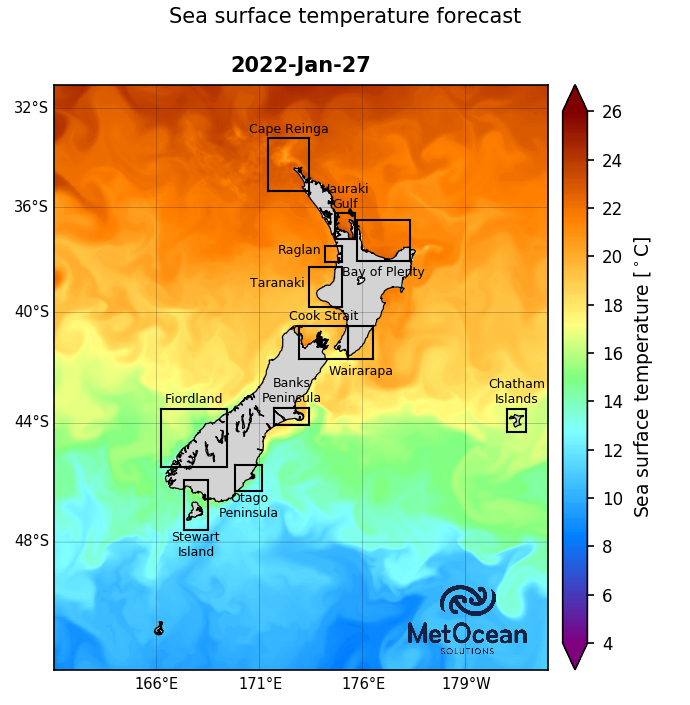 Sea surface temperature forecast
2022-Jan-27
32°S
36°S
40°S
44°S
48°S
166°E
171°E
176°E
179°W
Cape Reinga
Hauraki
Gulf
Raglan
Bay of Plenty
Taranaki
Cook Strait
Wairarapa
Banks
Peninsula
Fiordland
Chatham
Islands
Otago
Peninsula
Stewart
Island
MetOcean
SOLUTIONS
26
24
22
20
18
16
14
12
10
8
6
4
Sea surface temperature [°C]